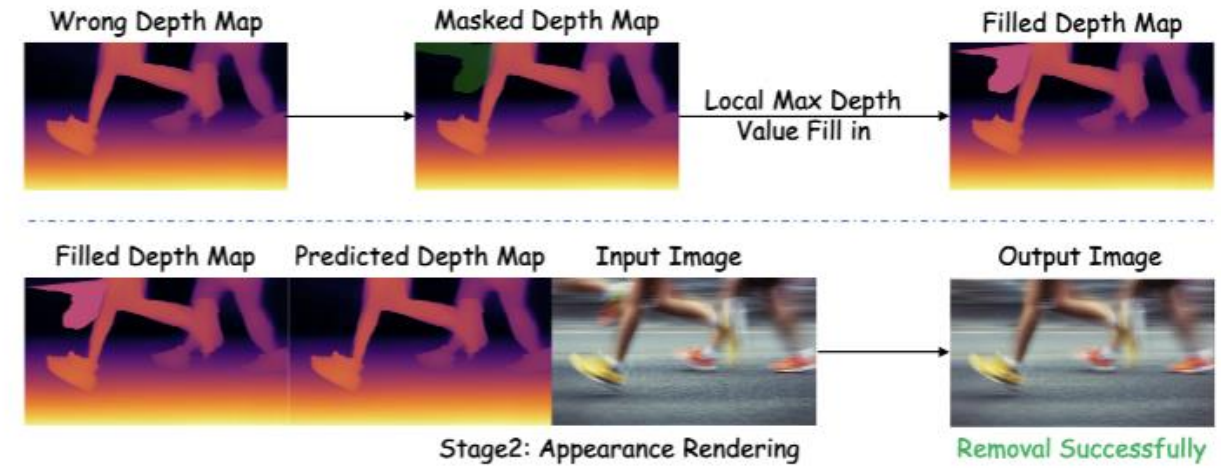 Wrong Depth Map
Masked Depth Map
Filled Depth Map
Local Max Depth
Value Fill in
Filled Depth Map
Predicted Depth Map
Input Image
Output Image
Stage2: Appearance Rendering
Removal Successfully